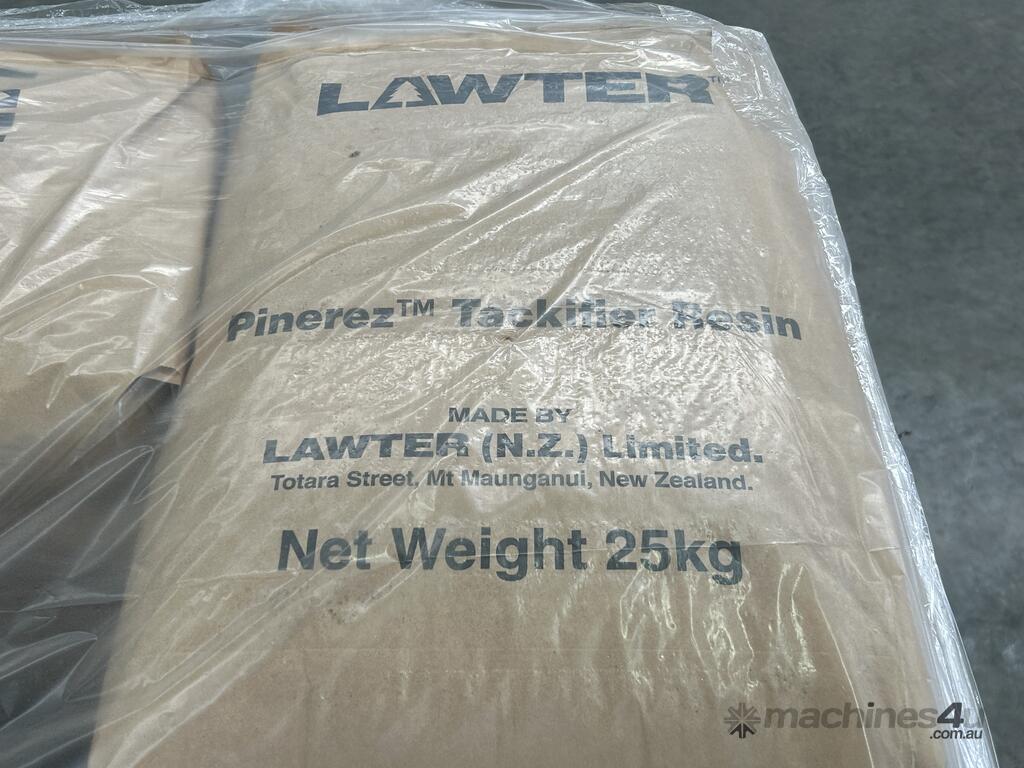 LAWTER™
Pinerez™ Tackifier Resin
MADE BY
LAWTER (N.Z.) Limited.
Totara Street, Mt Maunganui, New Zealand.
Net Weight 25kg
machines4u
.com.au